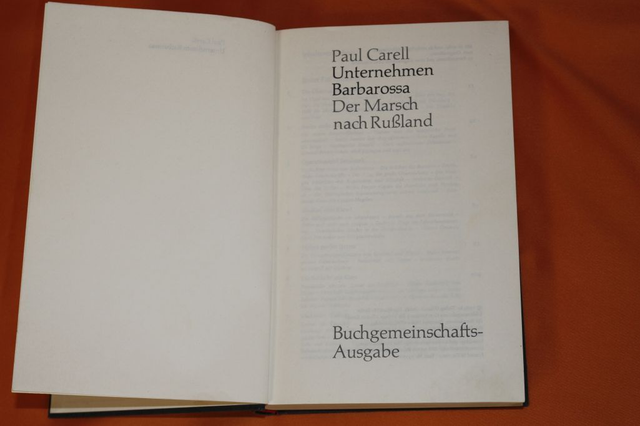 Paul Carell
Unternehmen
Barbarossa
Der Marsch
nach Rußland
Buchgemeinschafts-
Ausgabe